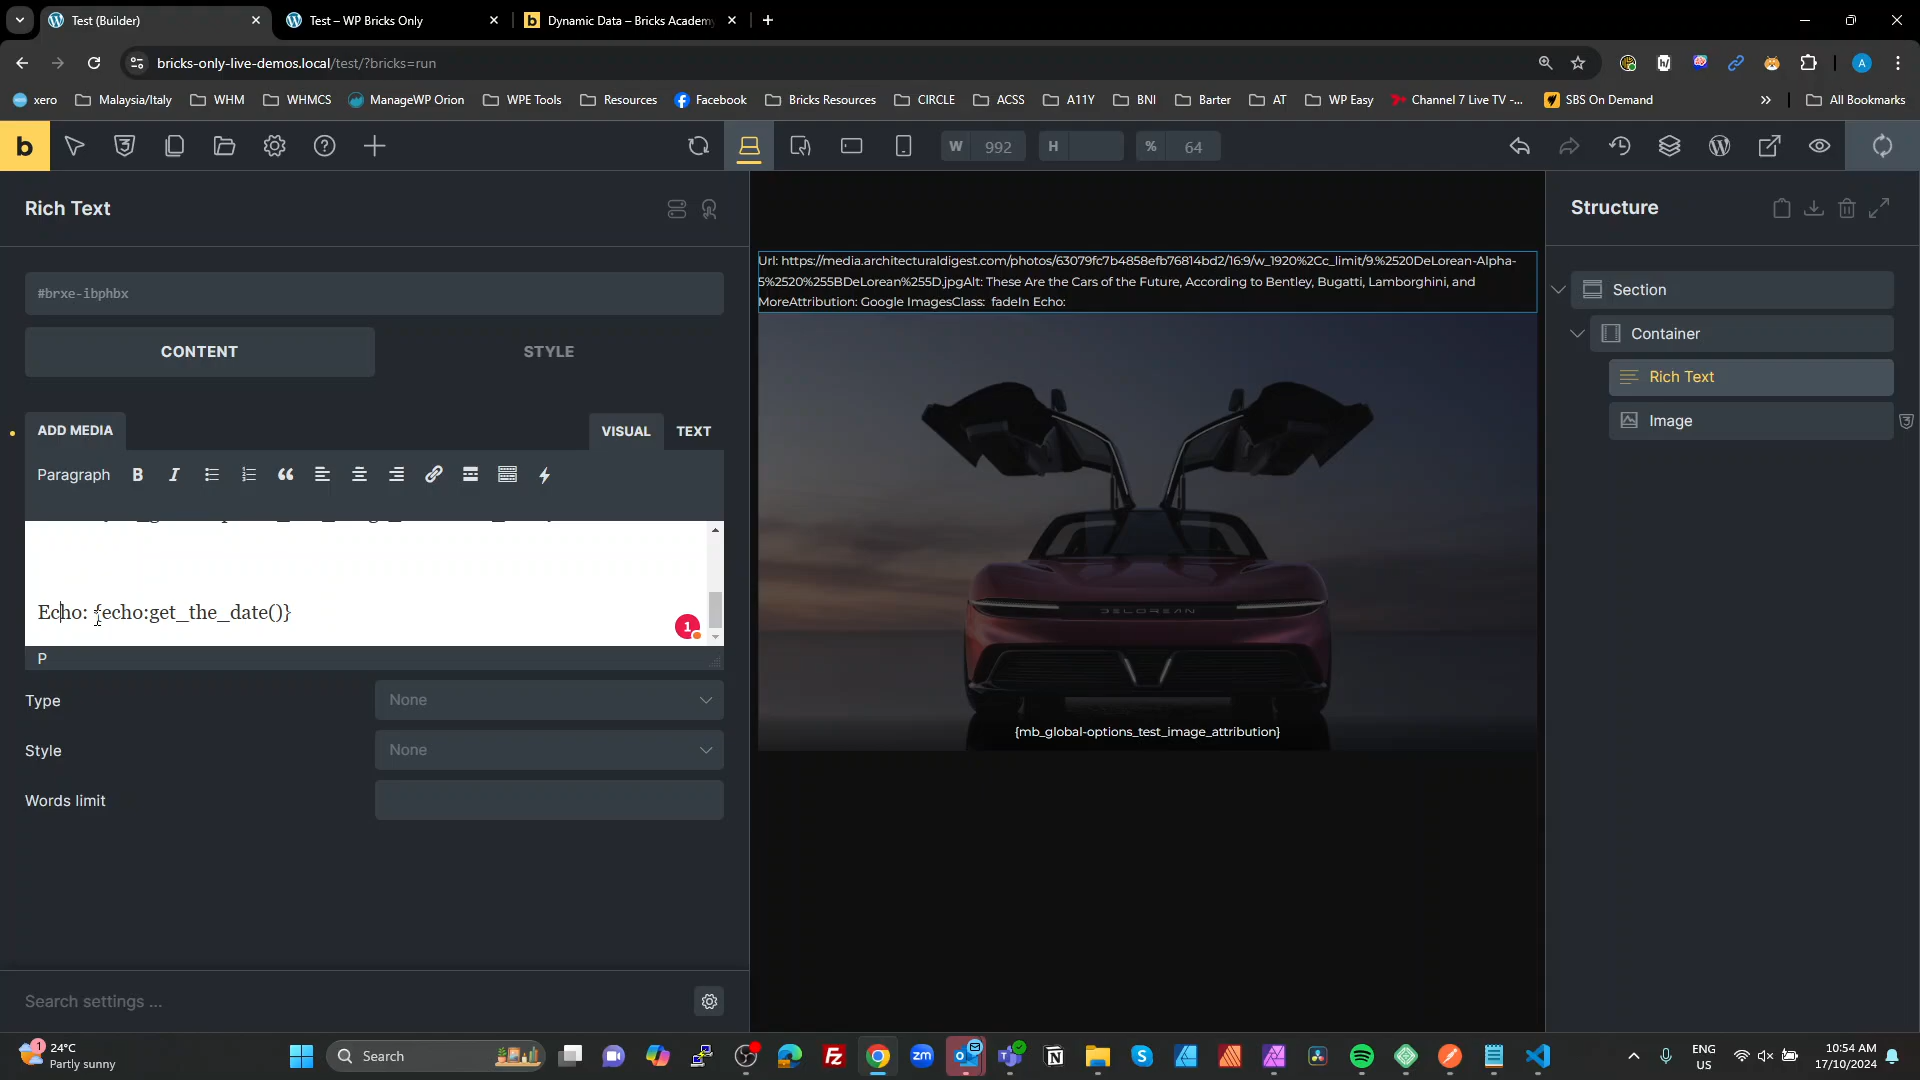 Test (Builder)
Test – WP Bricks Only
Dynamic Data – Bricks Academy
bricks-only-live-demos.local/test/?bricks=run
xero
Malaysia/Italy
WHM
WHMCS
ManageWP Orion
WPE Tools
Resources
Facebook
Bricks Resources
CIRCLE
ACSS
A11Y
BNI
Barter
AT
WP Easy
Channel 7 Live TV -...
SBS On Demand
All Bookmarks
b
W 992
H
% 64
Rich Text
#brxe-ibphbx
CONTENT
STYLE
ADD MEDIA
VISUAL
TEXT
Paragraph
Echo: {echo:get_the_date()}
1
P
Type
None
Style
None
Words limit
Search settings ...
Url: https://media.architecturaldigest.com/photos/63079fc7b4858efb76814bd2/16:9/w_1920%2Cc_limit/9.%2520DeLorean-Alpha-
5%2520%255BDeLorean%255D.jpgAlt: These Are the Cars of the Future, According to Bentley, Bugatti, Lamborghini, and
MoreAttribution: Google ImagesClass: fadeIn Echo:
DELOREAN
{mb_global-options_test_image_attribution}
Structure
Section
Container
Rich Text
Image
24°C
Partly sunny
Search
ENG
US
10:54 AM
17/10/2024